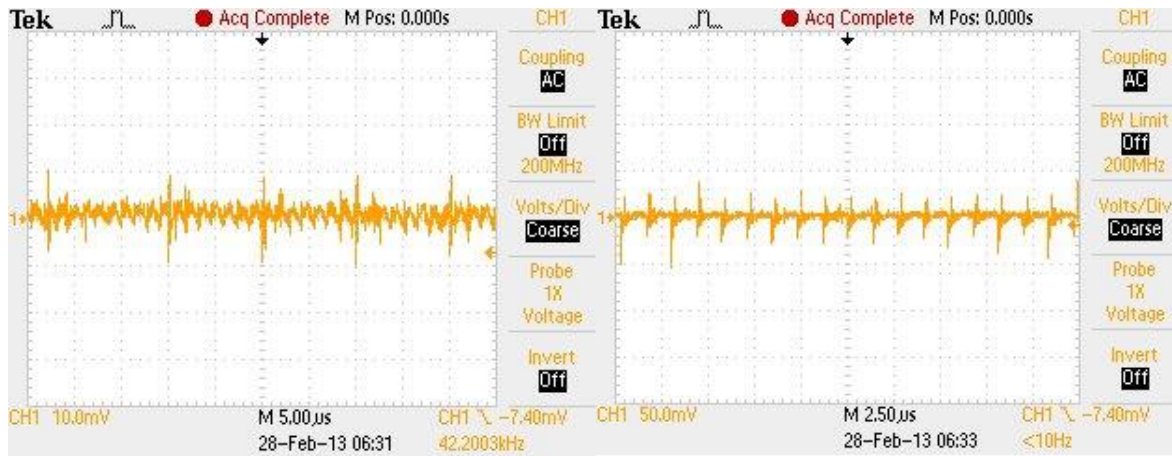 Tek Acq Complete M Pos: 0.000s CH1
Coupling
AC
BW Limit
Off
200MHz
Volts/Div
Coarse
Probe
1X
Voltage
Invert
Off
1
CH1 10.0mV M 5.00µs CH1 -7.40mV
28-Feb-13 06:31 42.2003kHz
Tek Acq Complete M Pos: 0.000s CH1
Coupling
AC
BW Limit
Off
200MHz
Volts/Div
Coarse
Probe
1X
Voltage
Invert
Off
1
CH1 50.0mV M 2.50µs CH1 -7.40mV
28-Feb-13 06:33 <10Hz